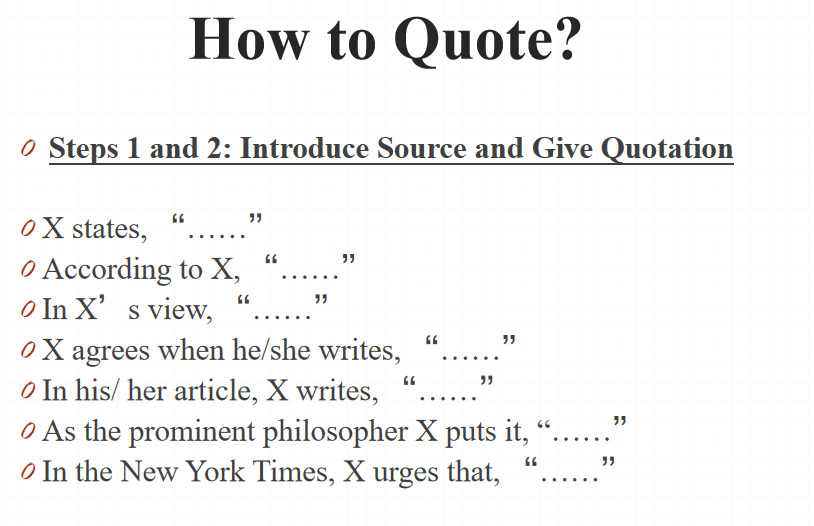 How to Quote?
Steps 1 and 2: Introduce Source and Give Quotation
X states, “……”
According to X, “……”
In X’s view, “……”
X agrees when he/she writes, “……”
In his/ her article, X writes, “……”
As the prominent philosopher X puts it, “……”
In the New York Times, X urges that, “……”